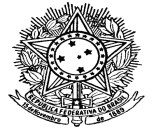 REPÚBLICA FEDERATIVA DO BRASIL
15 de Novembro de 1889